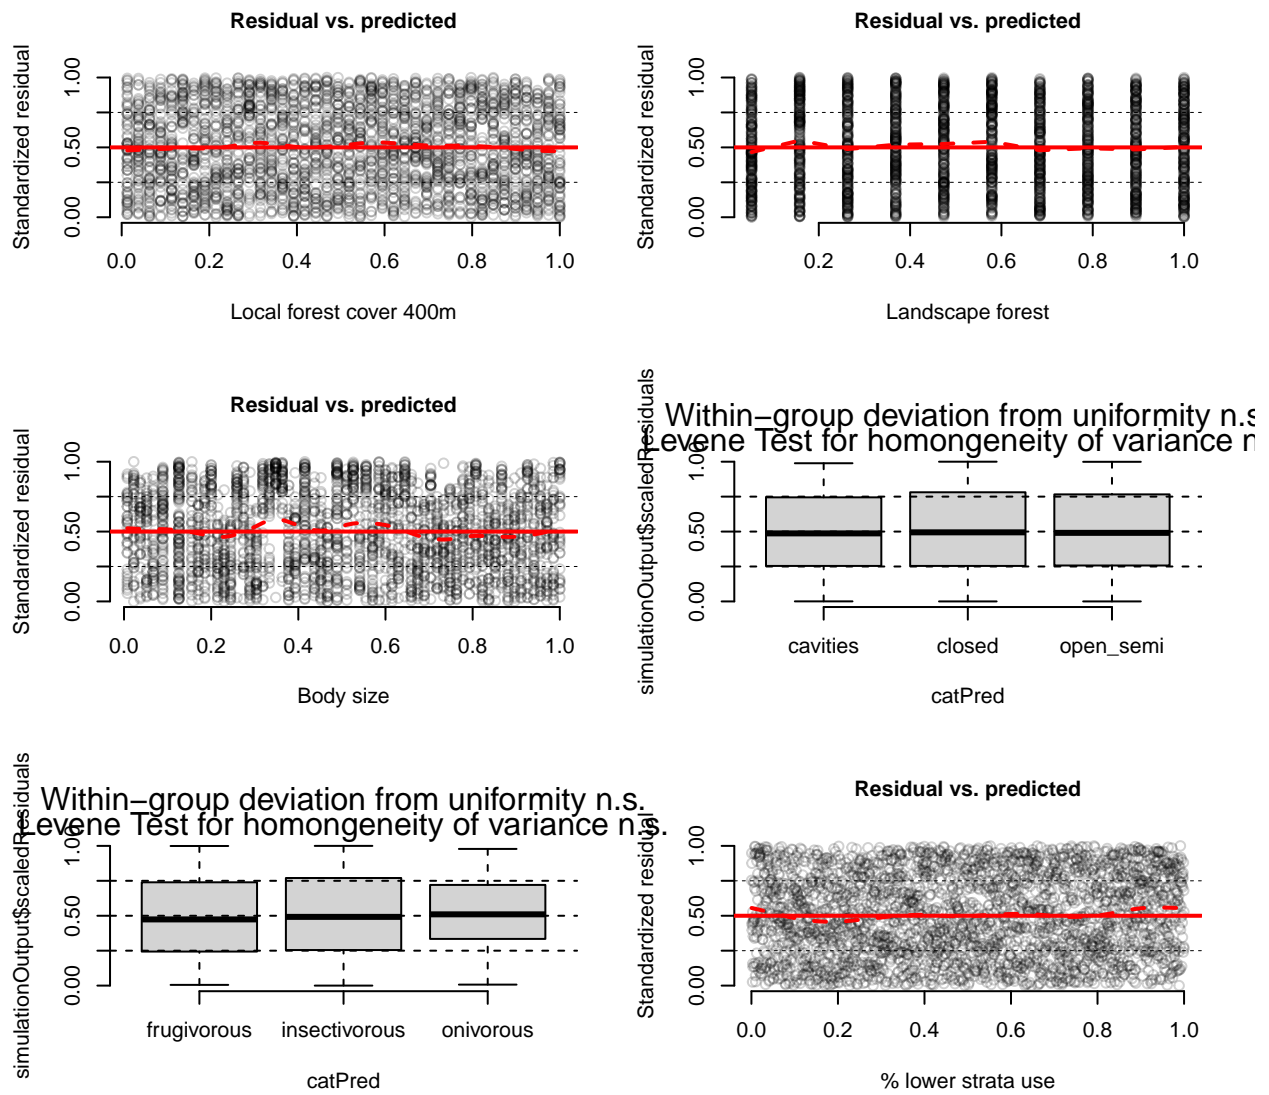 Residual vs. predicted
Standardized residual
0.00 0.50 1.00
0.0 0.2 0.4 0.6 0.8 1.0
Local forest cover 400m
Residual vs. predicted
Standardized residual
0.00 0.50 1.00
0.2 0.4 0.6 0.8 1.0
Landscape forest
Residual vs. predicted
Standardized residual
0.00 0.50 1.00
0.0 0.2 0.4 0.6 0.8 1.0
Body size
Within−group deviation from uniformity n.s
Levene Test for homongeneity of variance n
simulationOutput$scaledResiduals
0.00 0.50 1.00
cavities closed open_semi
catPred
Within−group deviation from uniformity n.s.
Levene Test for homongeneity of variance n.s.
simulationOutput$scaledResiduals
0.00 0.50 1.00
frugivorous insectivorous onivorous
catPred
Residual vs. predicted
Standardized residual
0.00 0.50 1.00
0.0 0.2 0.4 0.6 0.8 1.0
% lower strata use